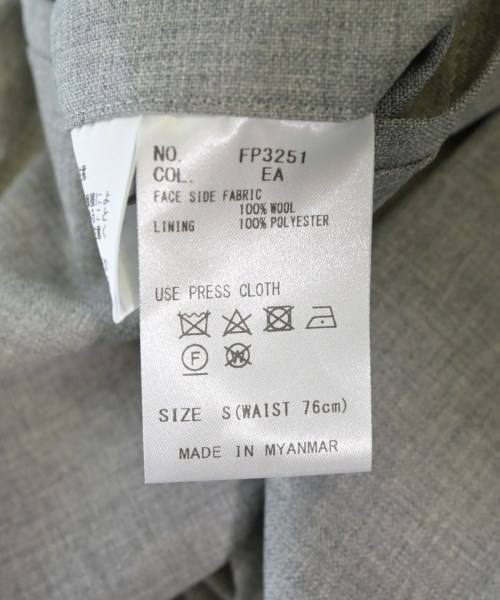 NO. FP3251
COL. EA
FACE SIDE FABRIC
100% WOOL
LINING 100% POLYESTER
USE PRESS CLOTH
F W
SIZE S(WAIST 76cm)
MADE IN MYANMAR